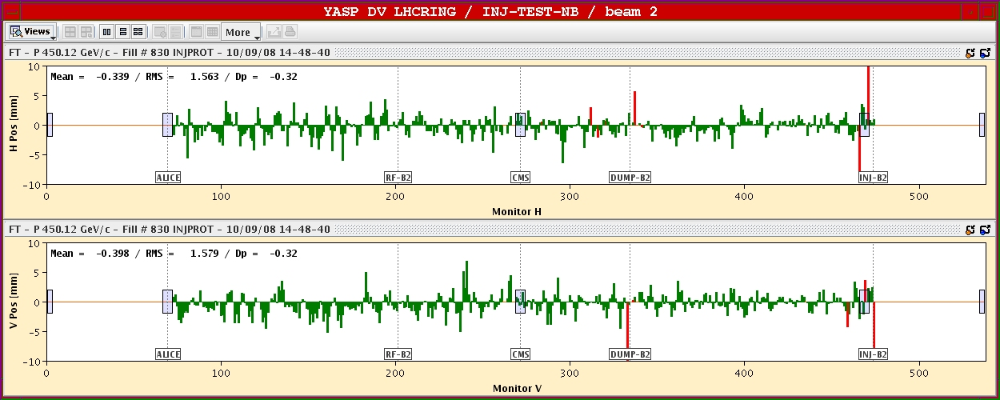 YASP DV LHCRING / INJ-TEST-NB / beam 2
Views More
FT - P 450.12 GeV/c - Fill # 830 INJPROT - 10/09/08 14-48-40
Mean = -0.339 / RMS = 1.563 / Dp = -0.32
H Pos [mm]
10
5
0
-5
-10
ALICE RF-B2 CMS DUMP-B2 INJ-B2
0 100 200 300 400 500
Monitor H
FT - P 450.12 GeV/c - Fill # 830 INJPROT - 10/09/08 14-48-40
Mean = -0.398 / RMS = 1.579 / Dp = -0.32
V Pos [mm]
10
5
0
-5
-10
ALICE RF-B2 CMS DUMP-B2 INJ-B2
0 100 200 300 400 500
Monitor V